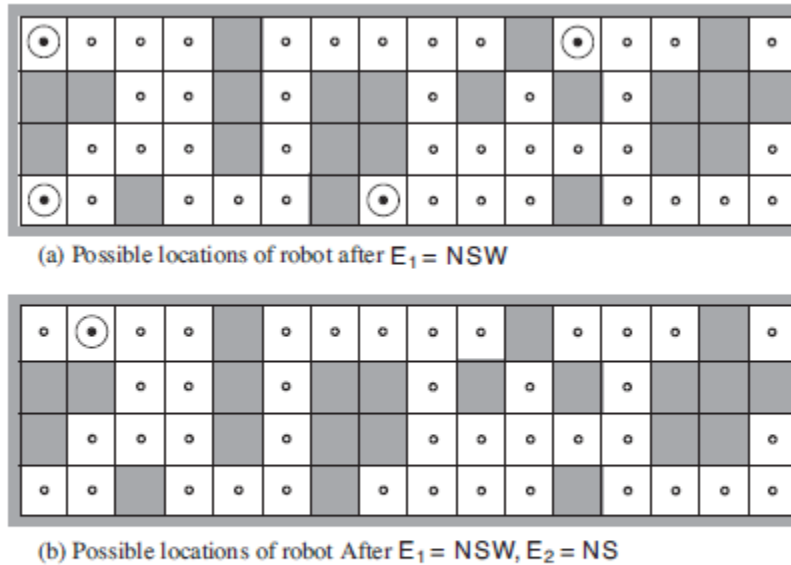 (a) Possible locations of robot after E₁ = NSW
(b) Possible locations of robot After E₁ = NSW, E₂ = NS